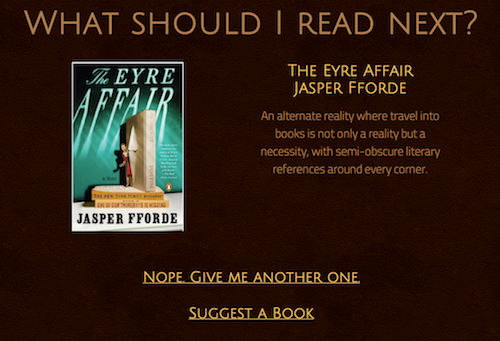 What should I read next?
The EYRE
AFFAIR
JASPER FFORDE
The Eyre Affair
Jasper Fforde
An alternate reality where travel into
books is not only a reality but a
necessity, with semi-obscure literary
references around every corner.
Nope. Give me another one.
Suggest a Book